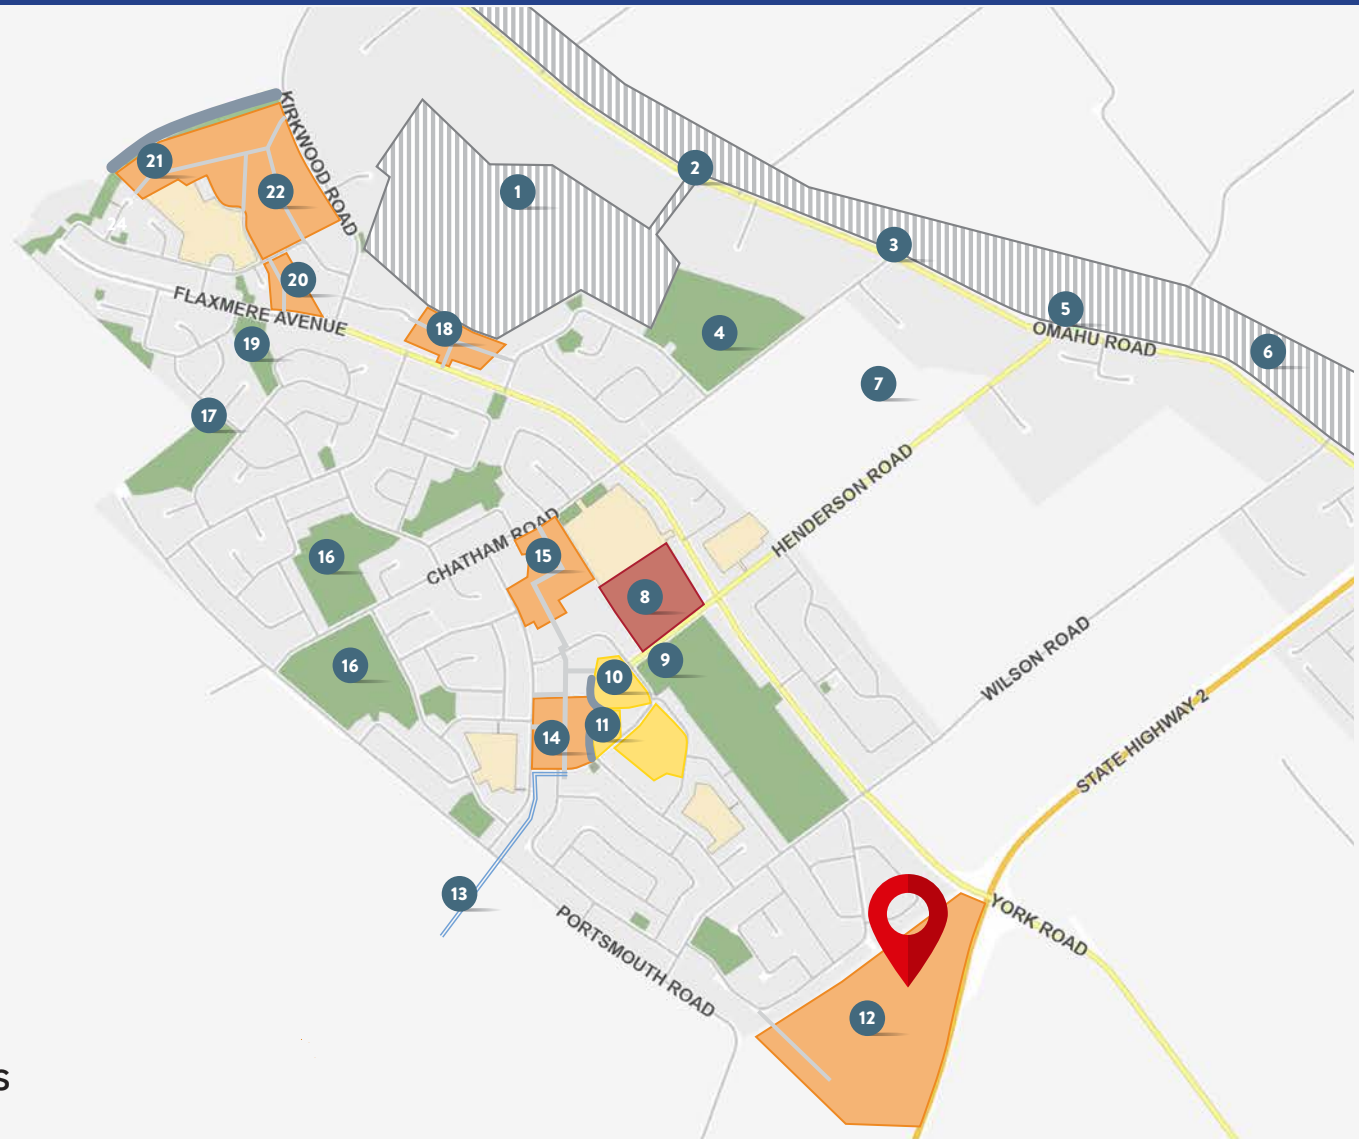 KIRKWOOD ROAD
21
22
1
2
24
3
20
FLAXMERE AVENUE
18
5
OMAHU ROAD
4
19
6
7
17
HENDERSON ROAD
CHATHAM ROAD
16
15
8
WILSON ROAD
16
9
10
STATE HIGHWAY 2
11
14
13
YORK ROAD
PORTSMOUTH ROAD
12
S